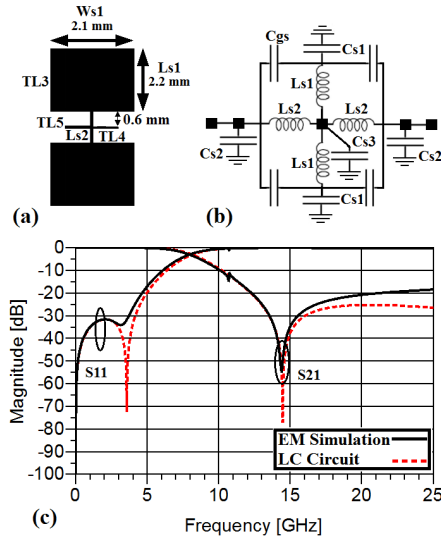 Ws1
2.1 mm
TL3
Ls1
2.2 mm
TL5
0.6 mm
Ls2
TL4
(a)
Cgs
Cs1
Ls1
Ls2
Ls2
Cs2
Cs3
Cs2
Ls1
Cs1
(b)
Magnitude [dB]
0
-10
-20
-30
-40
-50
-60
-70
-80
-90
-100
S11
S21
EM Simulation
LC Circuit
0
5
10
15
20
25
(c)
Frequency [GHz]